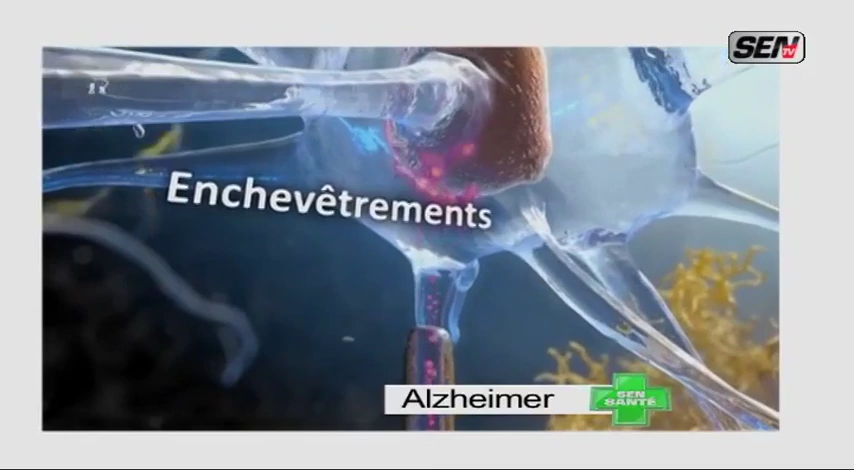 SEN
TV
Enchevêtrements
Alzheimer
SEN
SANTÉ